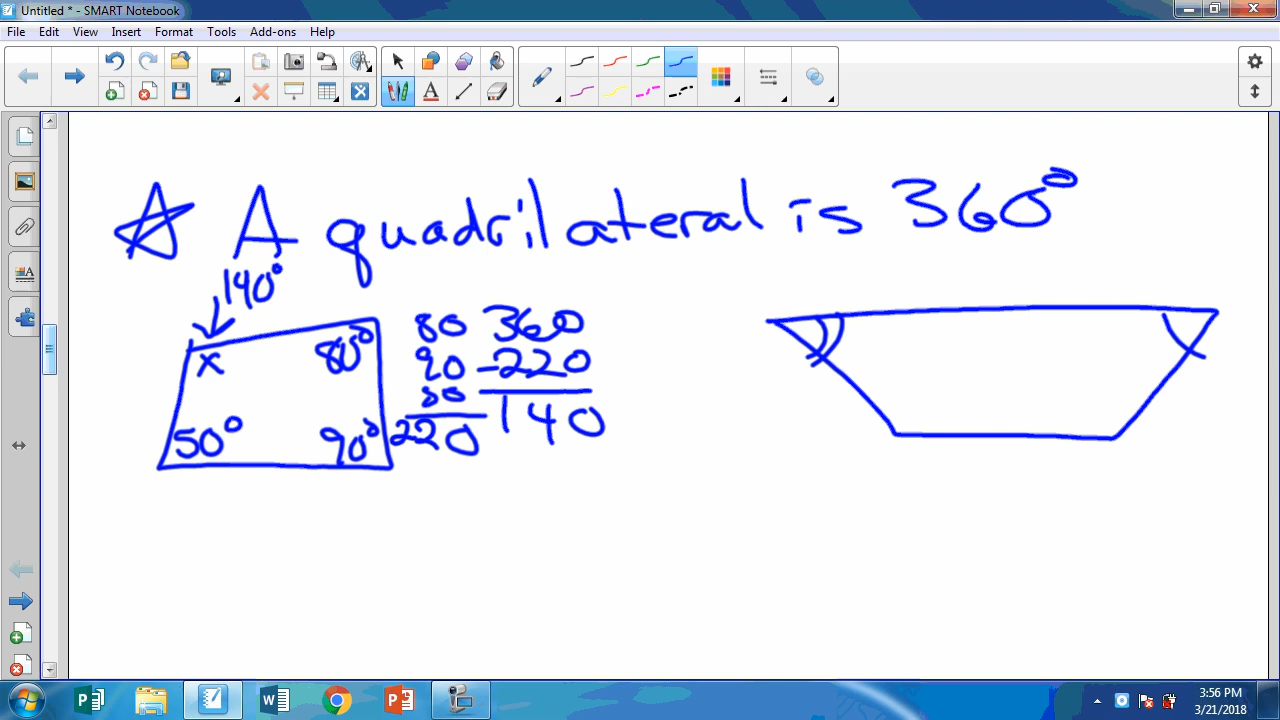 Untitled * - SMART Notebook
File Edit View Insert Format Tools Add-ons Help
A quadrilateral is 360°
140°
x 80°
50° 90°
80 360
90 -220
50
220 140
3:56 PM
3/21/2018